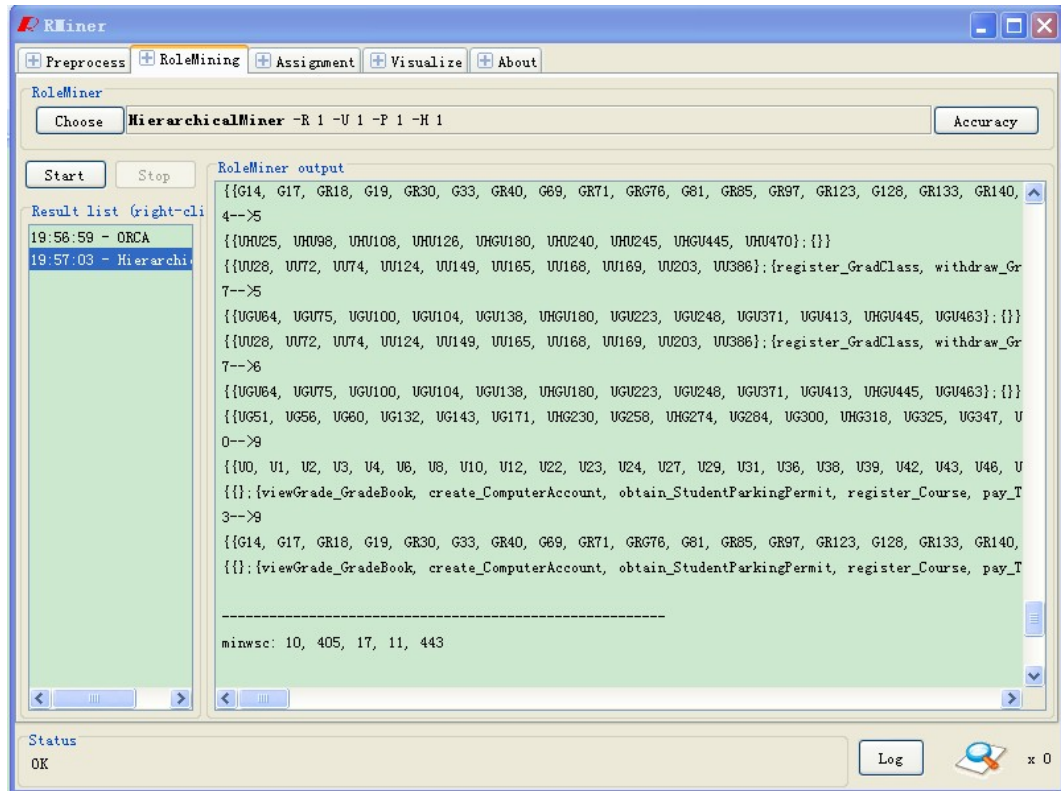 RMiner
Preprocess RoleMining Assignment Visualize About
RoleMiner
Choose HierarchicalMiner -R 1 -U 1 -P 1 -H 1 Accuracy
Start Stop
RoleMiner output
Result list (right-cli
19:56:59 - ORCA
19:57:03 - Hierarchi
{{G14, G17, GR18, G19, GR30, G33, GR40, G69, GR71, GRG76, G81, GR85, GR97, GR123, G128, GR133, GR140,
4-->5
{{UHU25, UHU98, UHU108, UHU126, UHGU180, UHU240, UHU245, UHGU445, UHU470};{}}
{{UU28, UU72, UU74, UU124, UU149, UU165, UU168, UU169, UU203, UU386};{register_GradClass, withdraw_Gr
7-->5
{{UGU64, UGU75, UGU100, UGU104, UGU138, UHGU180, UGU223, UGU248, UGU371, UGU413, UHGU445, UGU463};{}}
{{UU28, UU72, UU74, UU124, UU149, UU165, UU168, UU169, UU203, UU386};{register_GradClass, withdraw_Gr
7-->6
{{UGU64, UGU75, UGU100, UGU104, UGU138, UHGU180, UGU223, UGU248, UGU371, UGU413, UHGU445, UGU463};{}}
{{UG51, UG56, UG60, UG132, UG143, UG171, UHG230, UG258, UHG274, UG284, UG300, UHG318, UG325, UG347, U
0-->9
{{U0, U1, U2, U3, U4, U6, U8, U10, U12, U22, U23, U24, U27, U29, U31, U36, U38, U39, U42, U43, U46, U
{{};{viewGrade_GradeBook, create_ComputerAccount, obtain_StudentParkingPermit, register_Course, pay_T
3-->9
{{G14, G17, GR18, G19, GR30, G33, GR40, G69, GR71, GRG76, G81, GR85, GR97, GR123, G128, GR133, GR140,
{{};{viewGrade_GradeBook, create_ComputerAccount, obtain_StudentParkingPermit, register_Course, pay_T
--------------------------------------------------------
minwsc: 10, 405, 17, 11, 443
Status
OK
Log
x 0